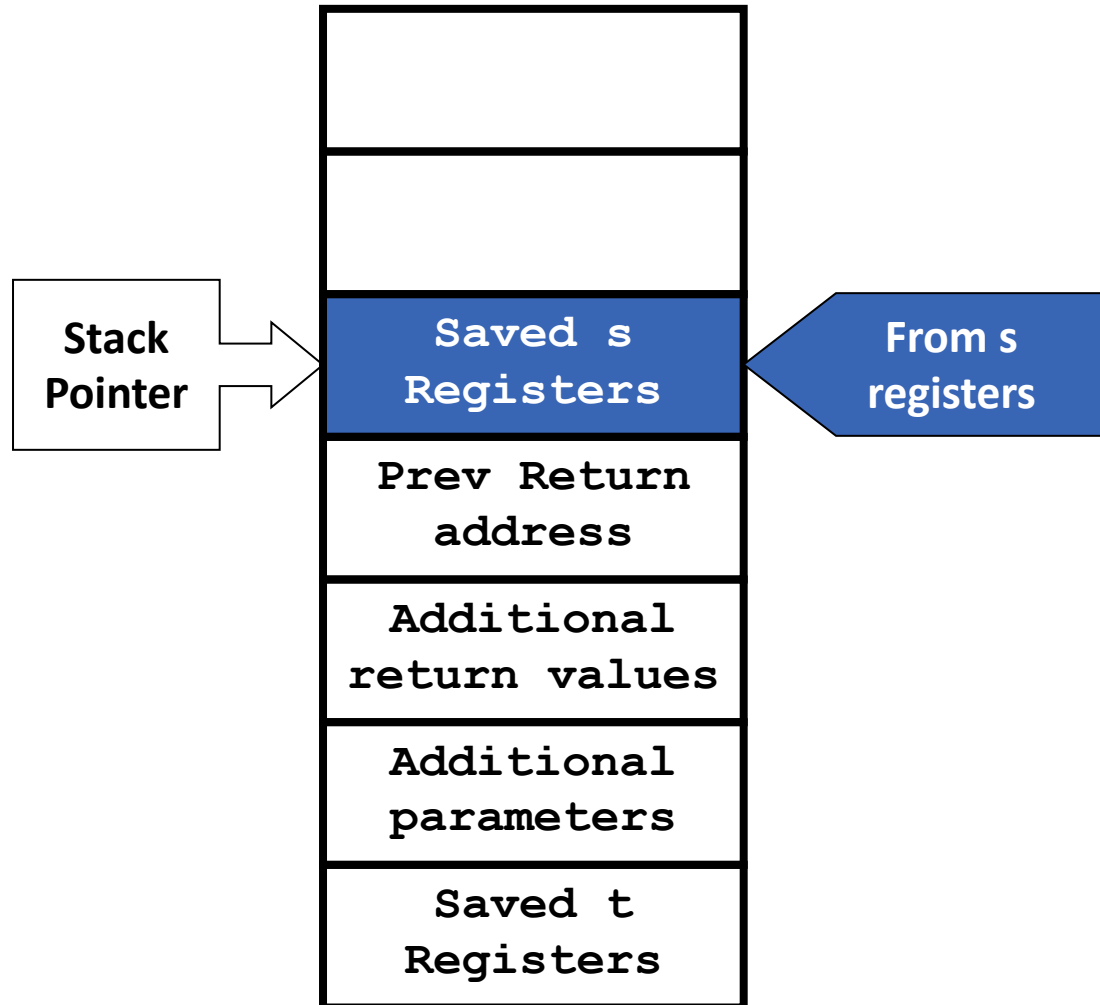 Stack
Pointer
Saved s
Registers
From s
registers
Prev Return
address
Additional
return values
Additional
parameters
Saved t
Registers